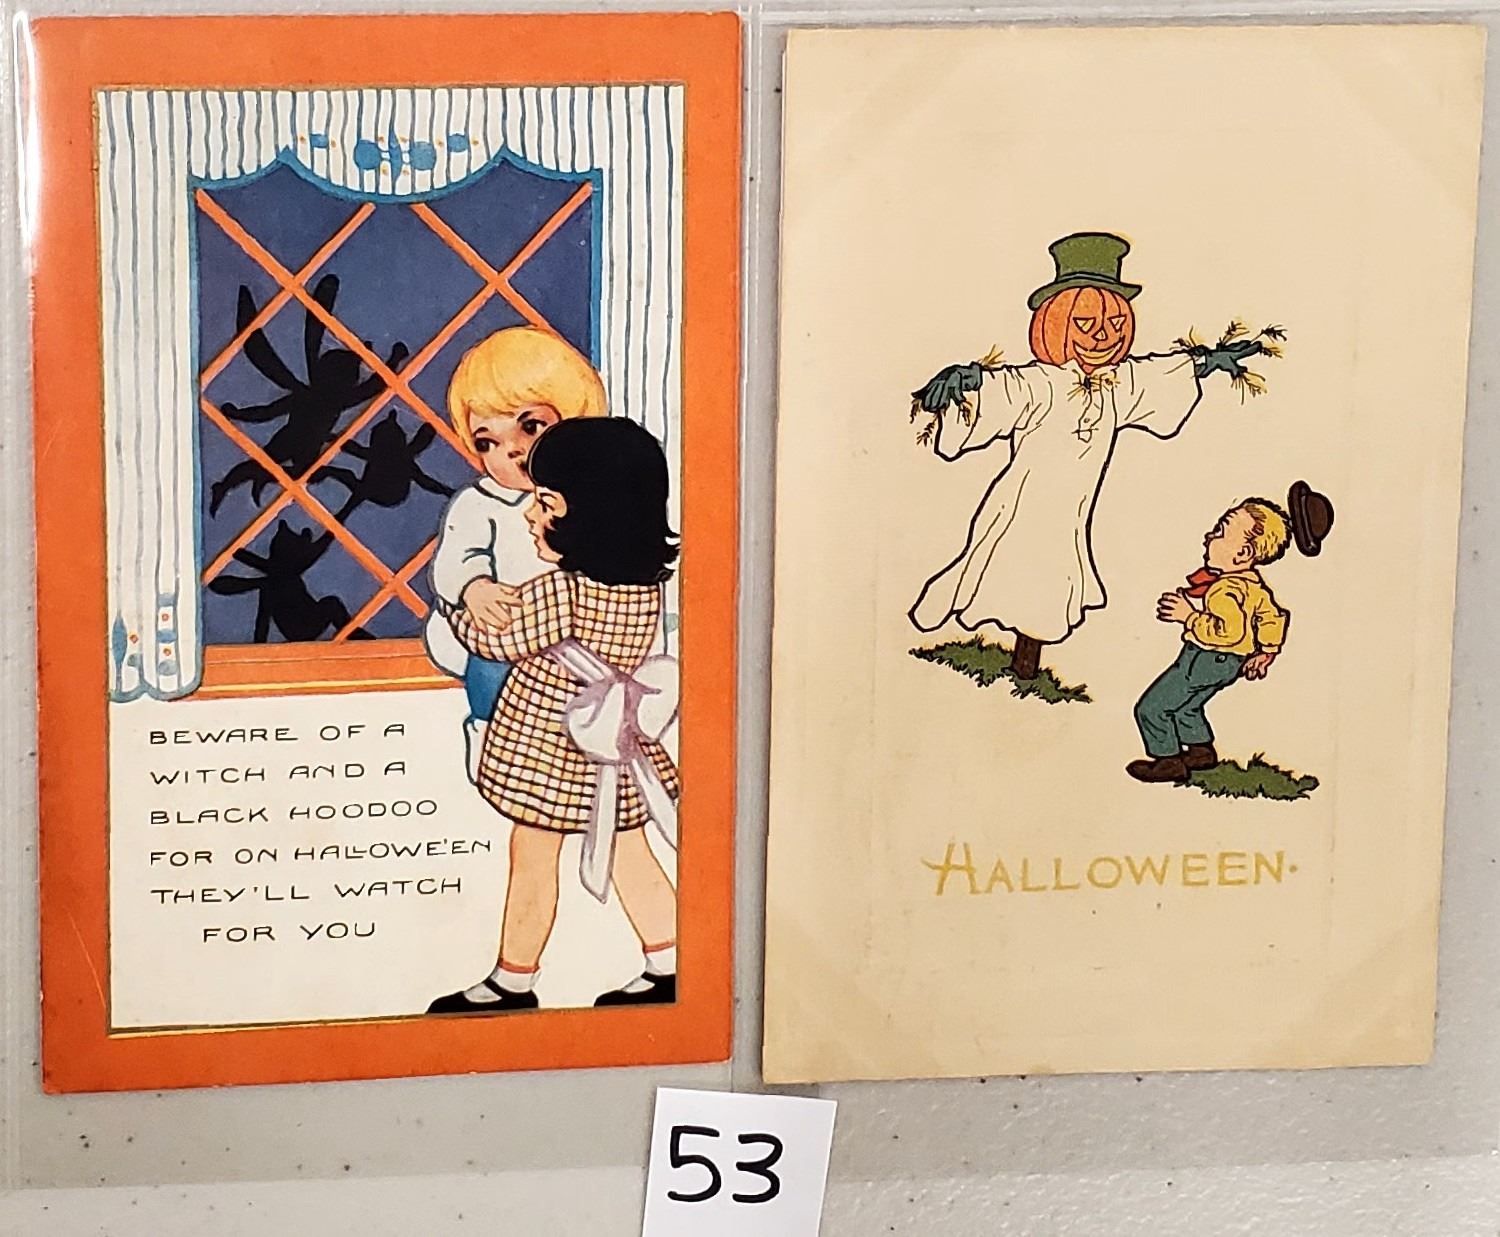 BEWARE OF A
WITCH AND A
BLACK HOODOO
FOR ON HALLOWE'EN
THEY'LL WATCH
FOR YOU
HALLOWEEN.
53